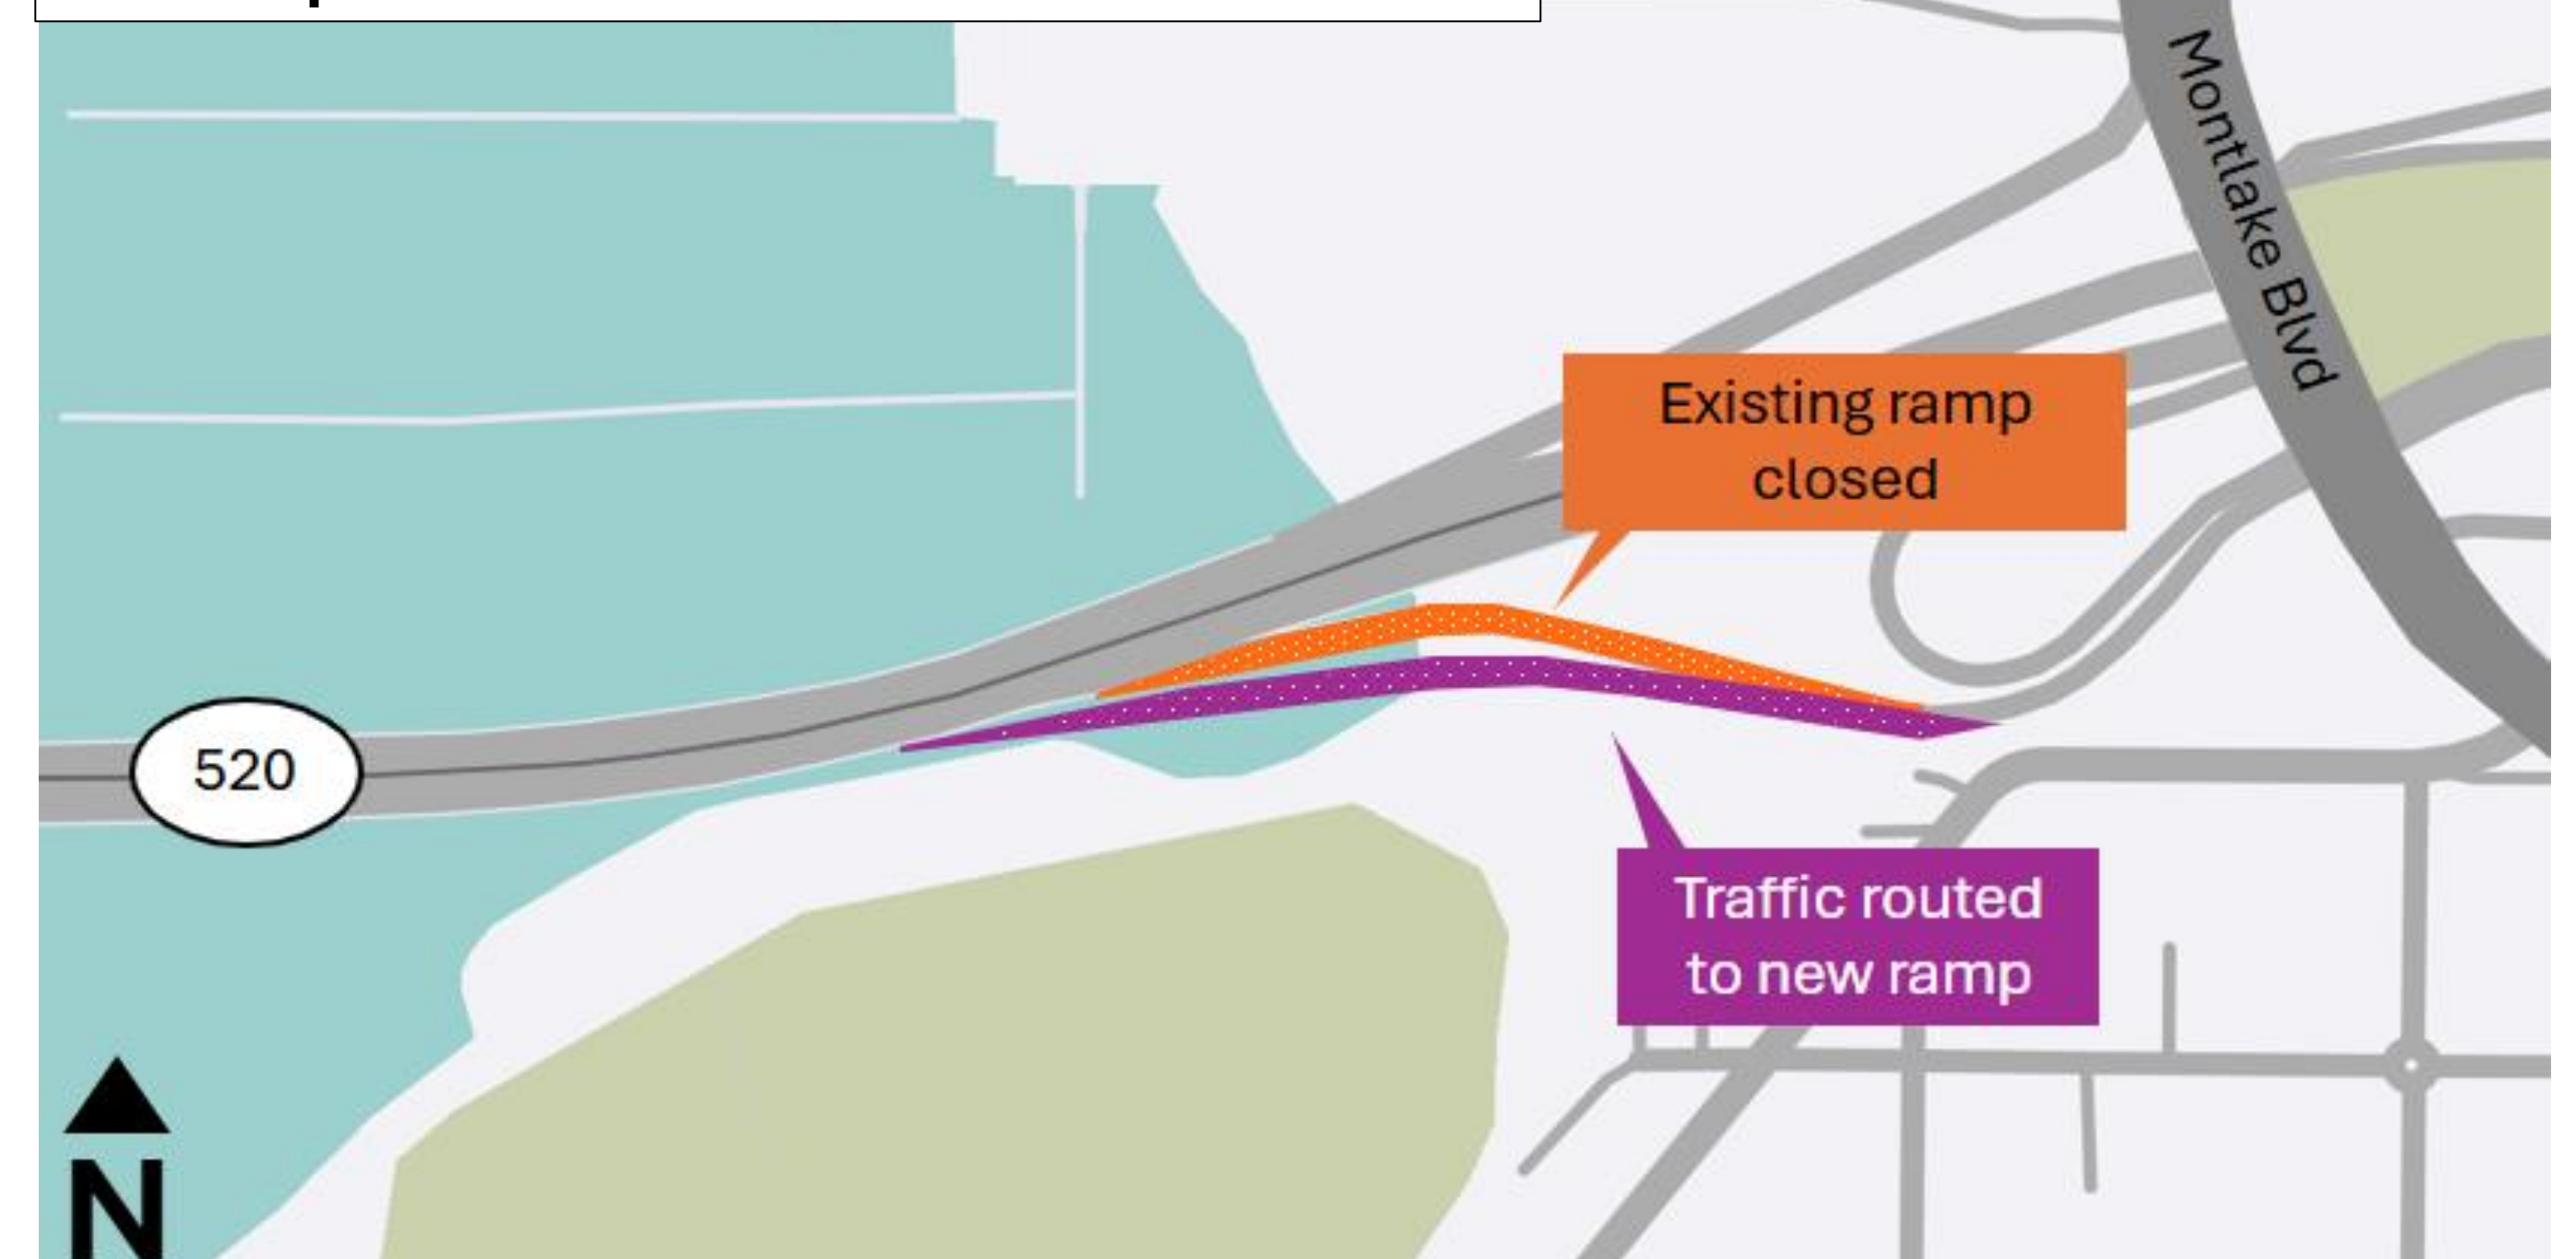 Montlake Blvd
Existing ramp
closed
520
Traffic routed
to new ramp
N